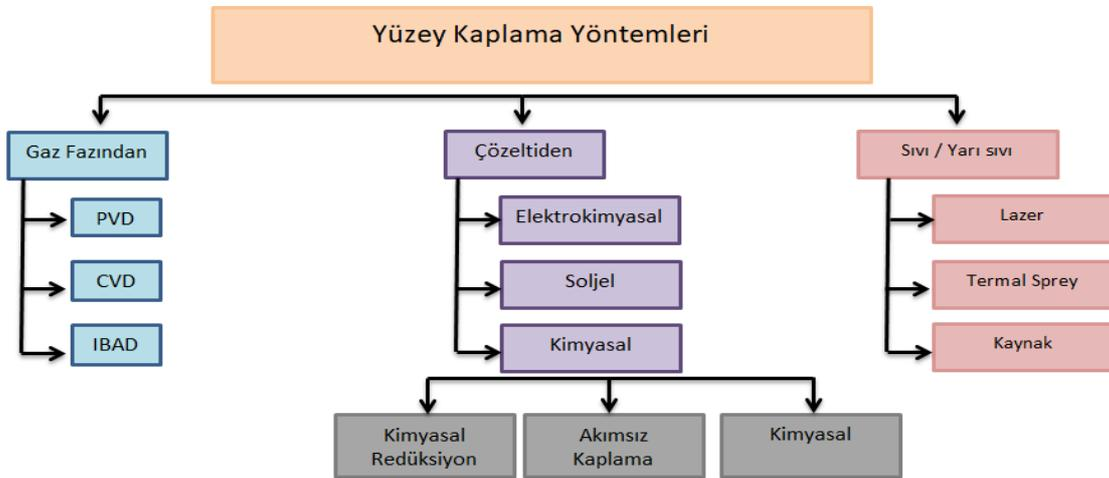 Yüzey Kaplama Yöntemleri
Gaz Fazından
Çözeltiden
Sıvı / Yarı sıvı
PVD
Elektrokimyasal
Lazer
CVD
Soljel
Termal Sprey
IBAD
Kimyasal
Kaynak
Kimyasal
Redüksiyon
Akımsız
Kaplama
Kimyasal